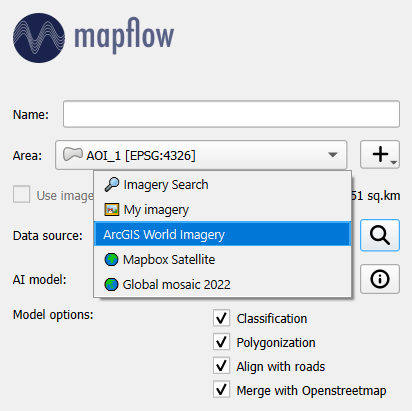 mapflow
Name:
Area: AOI_1 [EPSG:4326]
Imagery Search
Use imag 51 sq.km
My imagery
Data source: ArcGIS World Imagery
Mapbox Satellite
AI model:
Global mosaic 2022
Model options: Classification
Polygonization
Align with roads
Merge with Openstreetmap